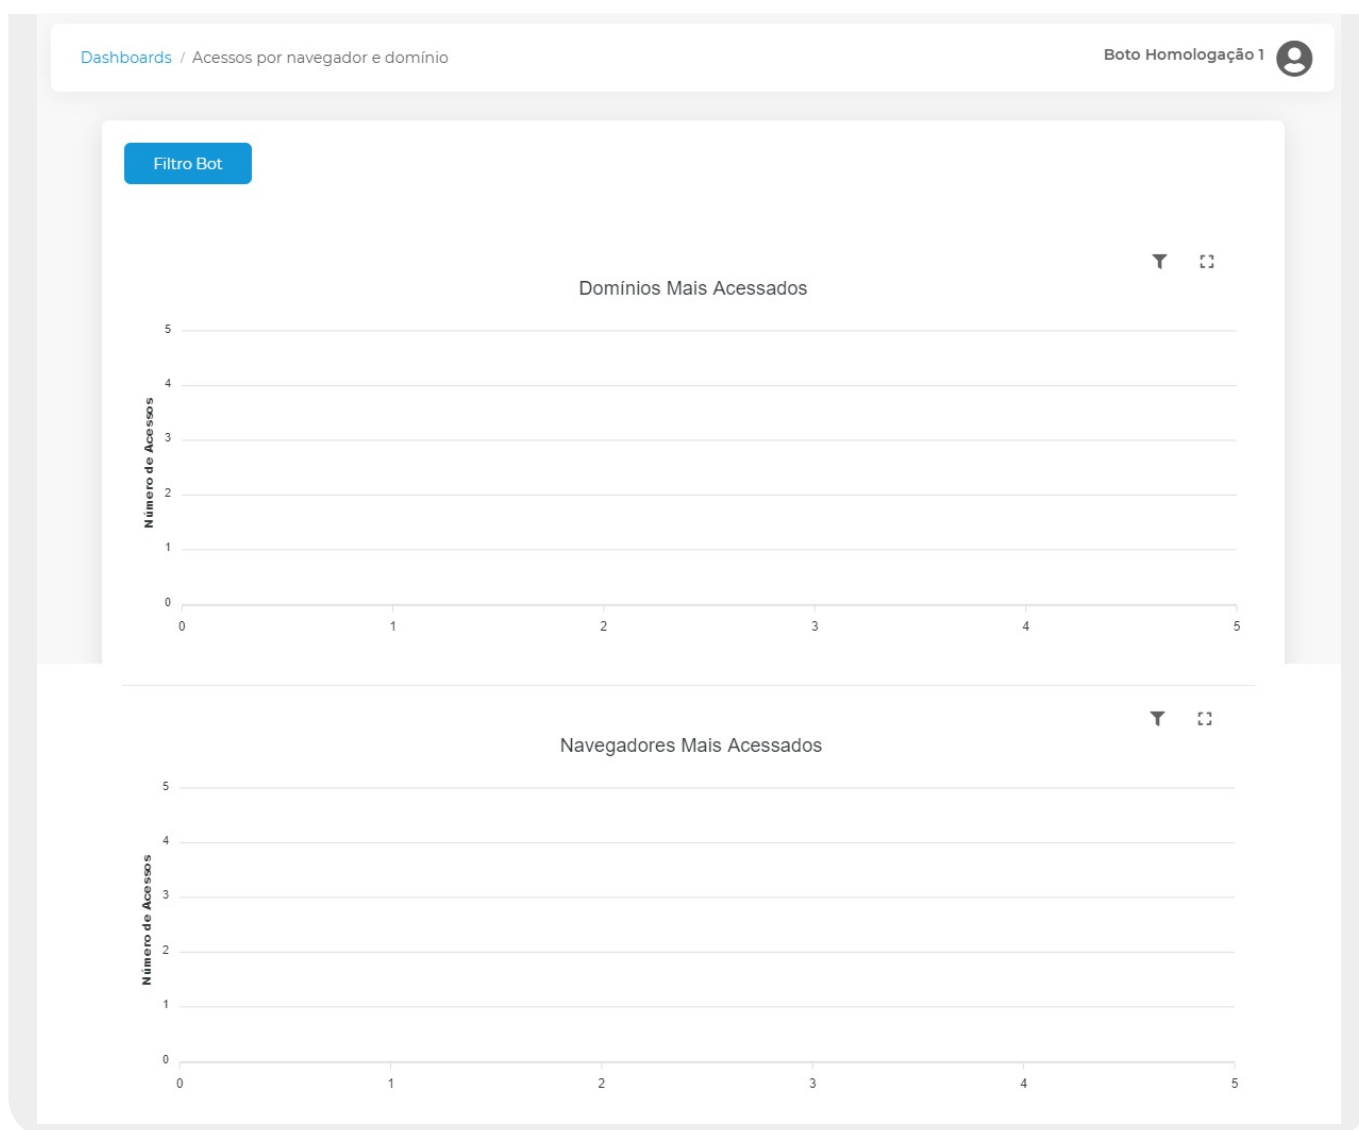 Dashboards / Acessos por navegador e domínio
Boto Homologação 1
Filtro Bot
Domínios Mais Acessados
Número de Acessos
5
4
3
2
1
0
0 1 2 3 4 5
Navegadores Mais Acessados
Número de Acessos
5
4
3
2
1
0
0 1 2 3 4 5